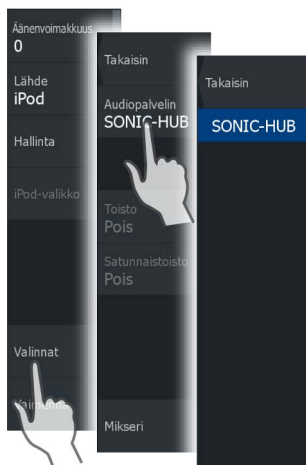 Äänenvoimakkuus
0
Lähde
iPod
Hallinta
iPod-valikko
Valinnat
Vaimenna
Takaisin
Audiopalvelin
SONIC-HUB
Toisto
Pois
Satunnaistoisto
Pois
Mikseri
Takaisin
SONIC-HUB